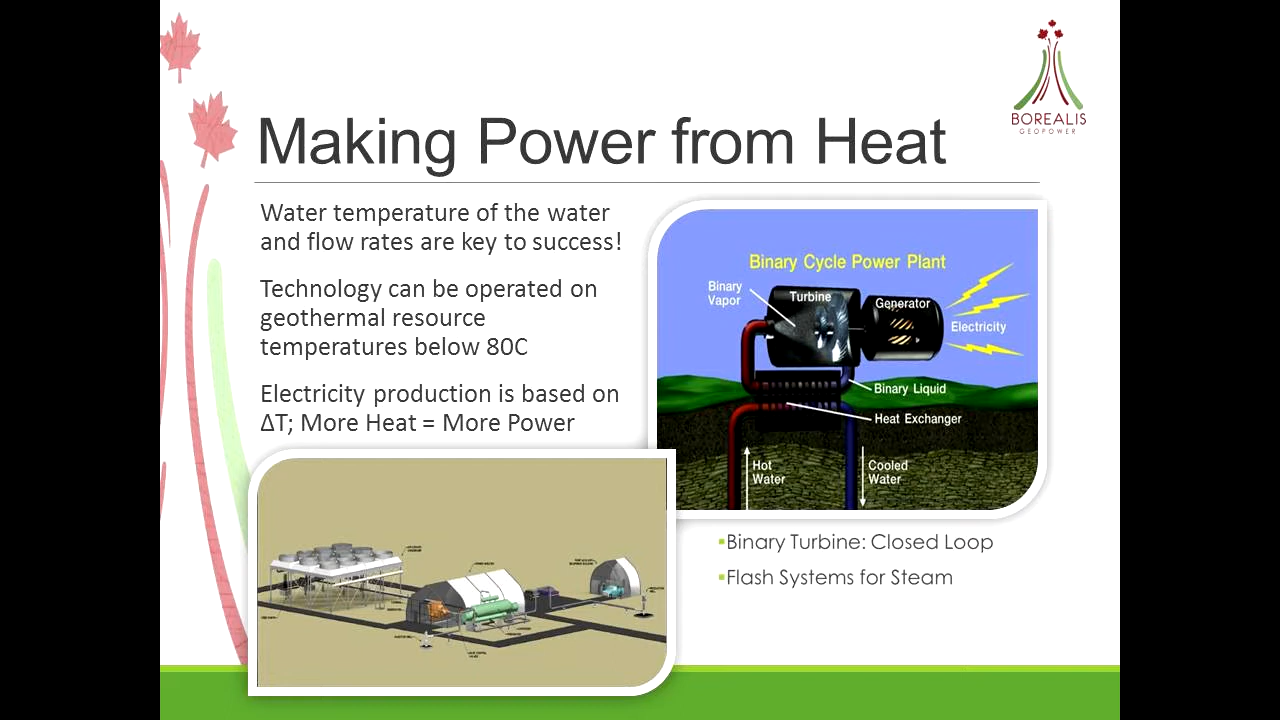 BOREALIS
GEOPOWER
Making Power from Heat
Water temperature of the water
and flow rates are key to success!
Technology can be operated on
geothermal resource
temperatures below 80C
Electricity production is based on
ΔT; More Heat = More Power
Binary Cycle Power Plant
Binary
Vapor
Turbine
Generator
Electricity
Binary Liquid
Heat Exchanger
Hot
Water
Cooled
Water
▪Binary Turbine: Closed Loop
▪Flash Systems for Steam